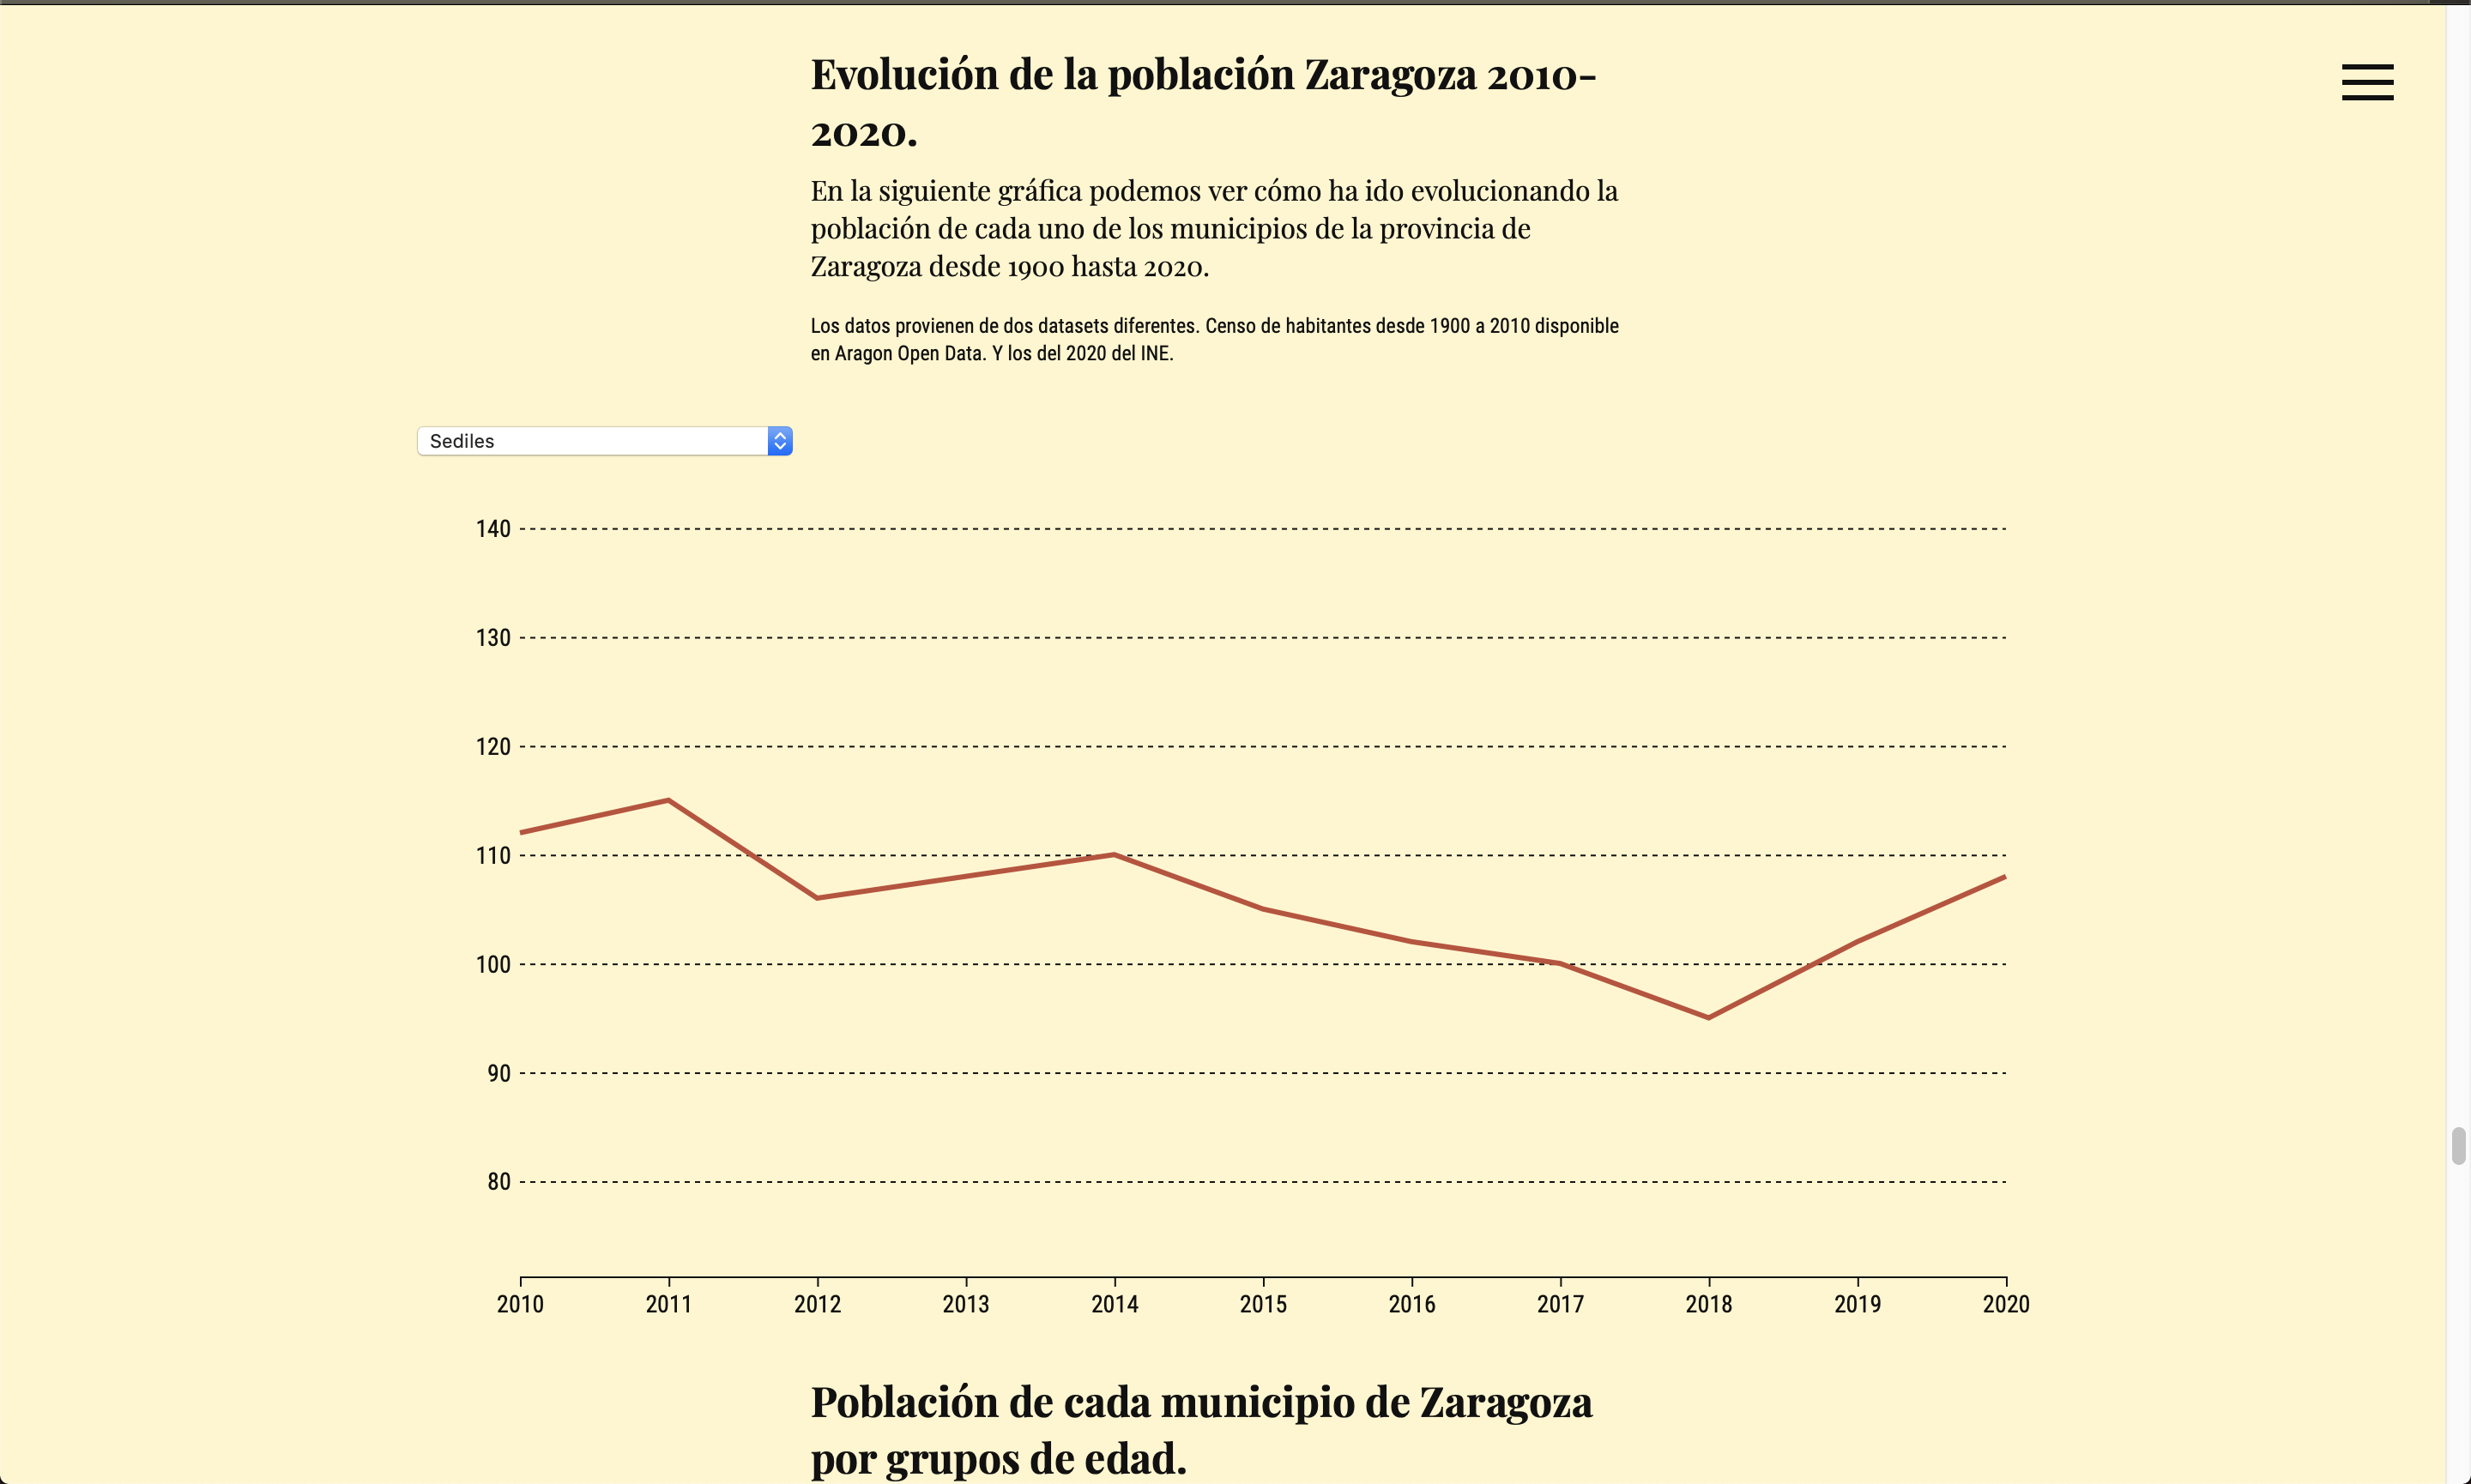 Evolución de la población Zaragoza 2010-
2020.
En la siguiente gráfica podemos ver cómo ha ido evolucionando la
población de cada uno de los municipios de la provincia de
Zaragoza desde 1900 hasta 2020.
Los datos provienen de dos datasets diferentes. Censo de habitantes desde 1900 a 2010 disponible
en Aragon Open Data. Y los del 2020 del INE.
Sediles
140
130
120
110
100
90
80
2010 2011 2012 2013 2014 2015 2016 2017 2018 2019 2020
Población de cada municipio de Zaragoza
por grupos de edad.